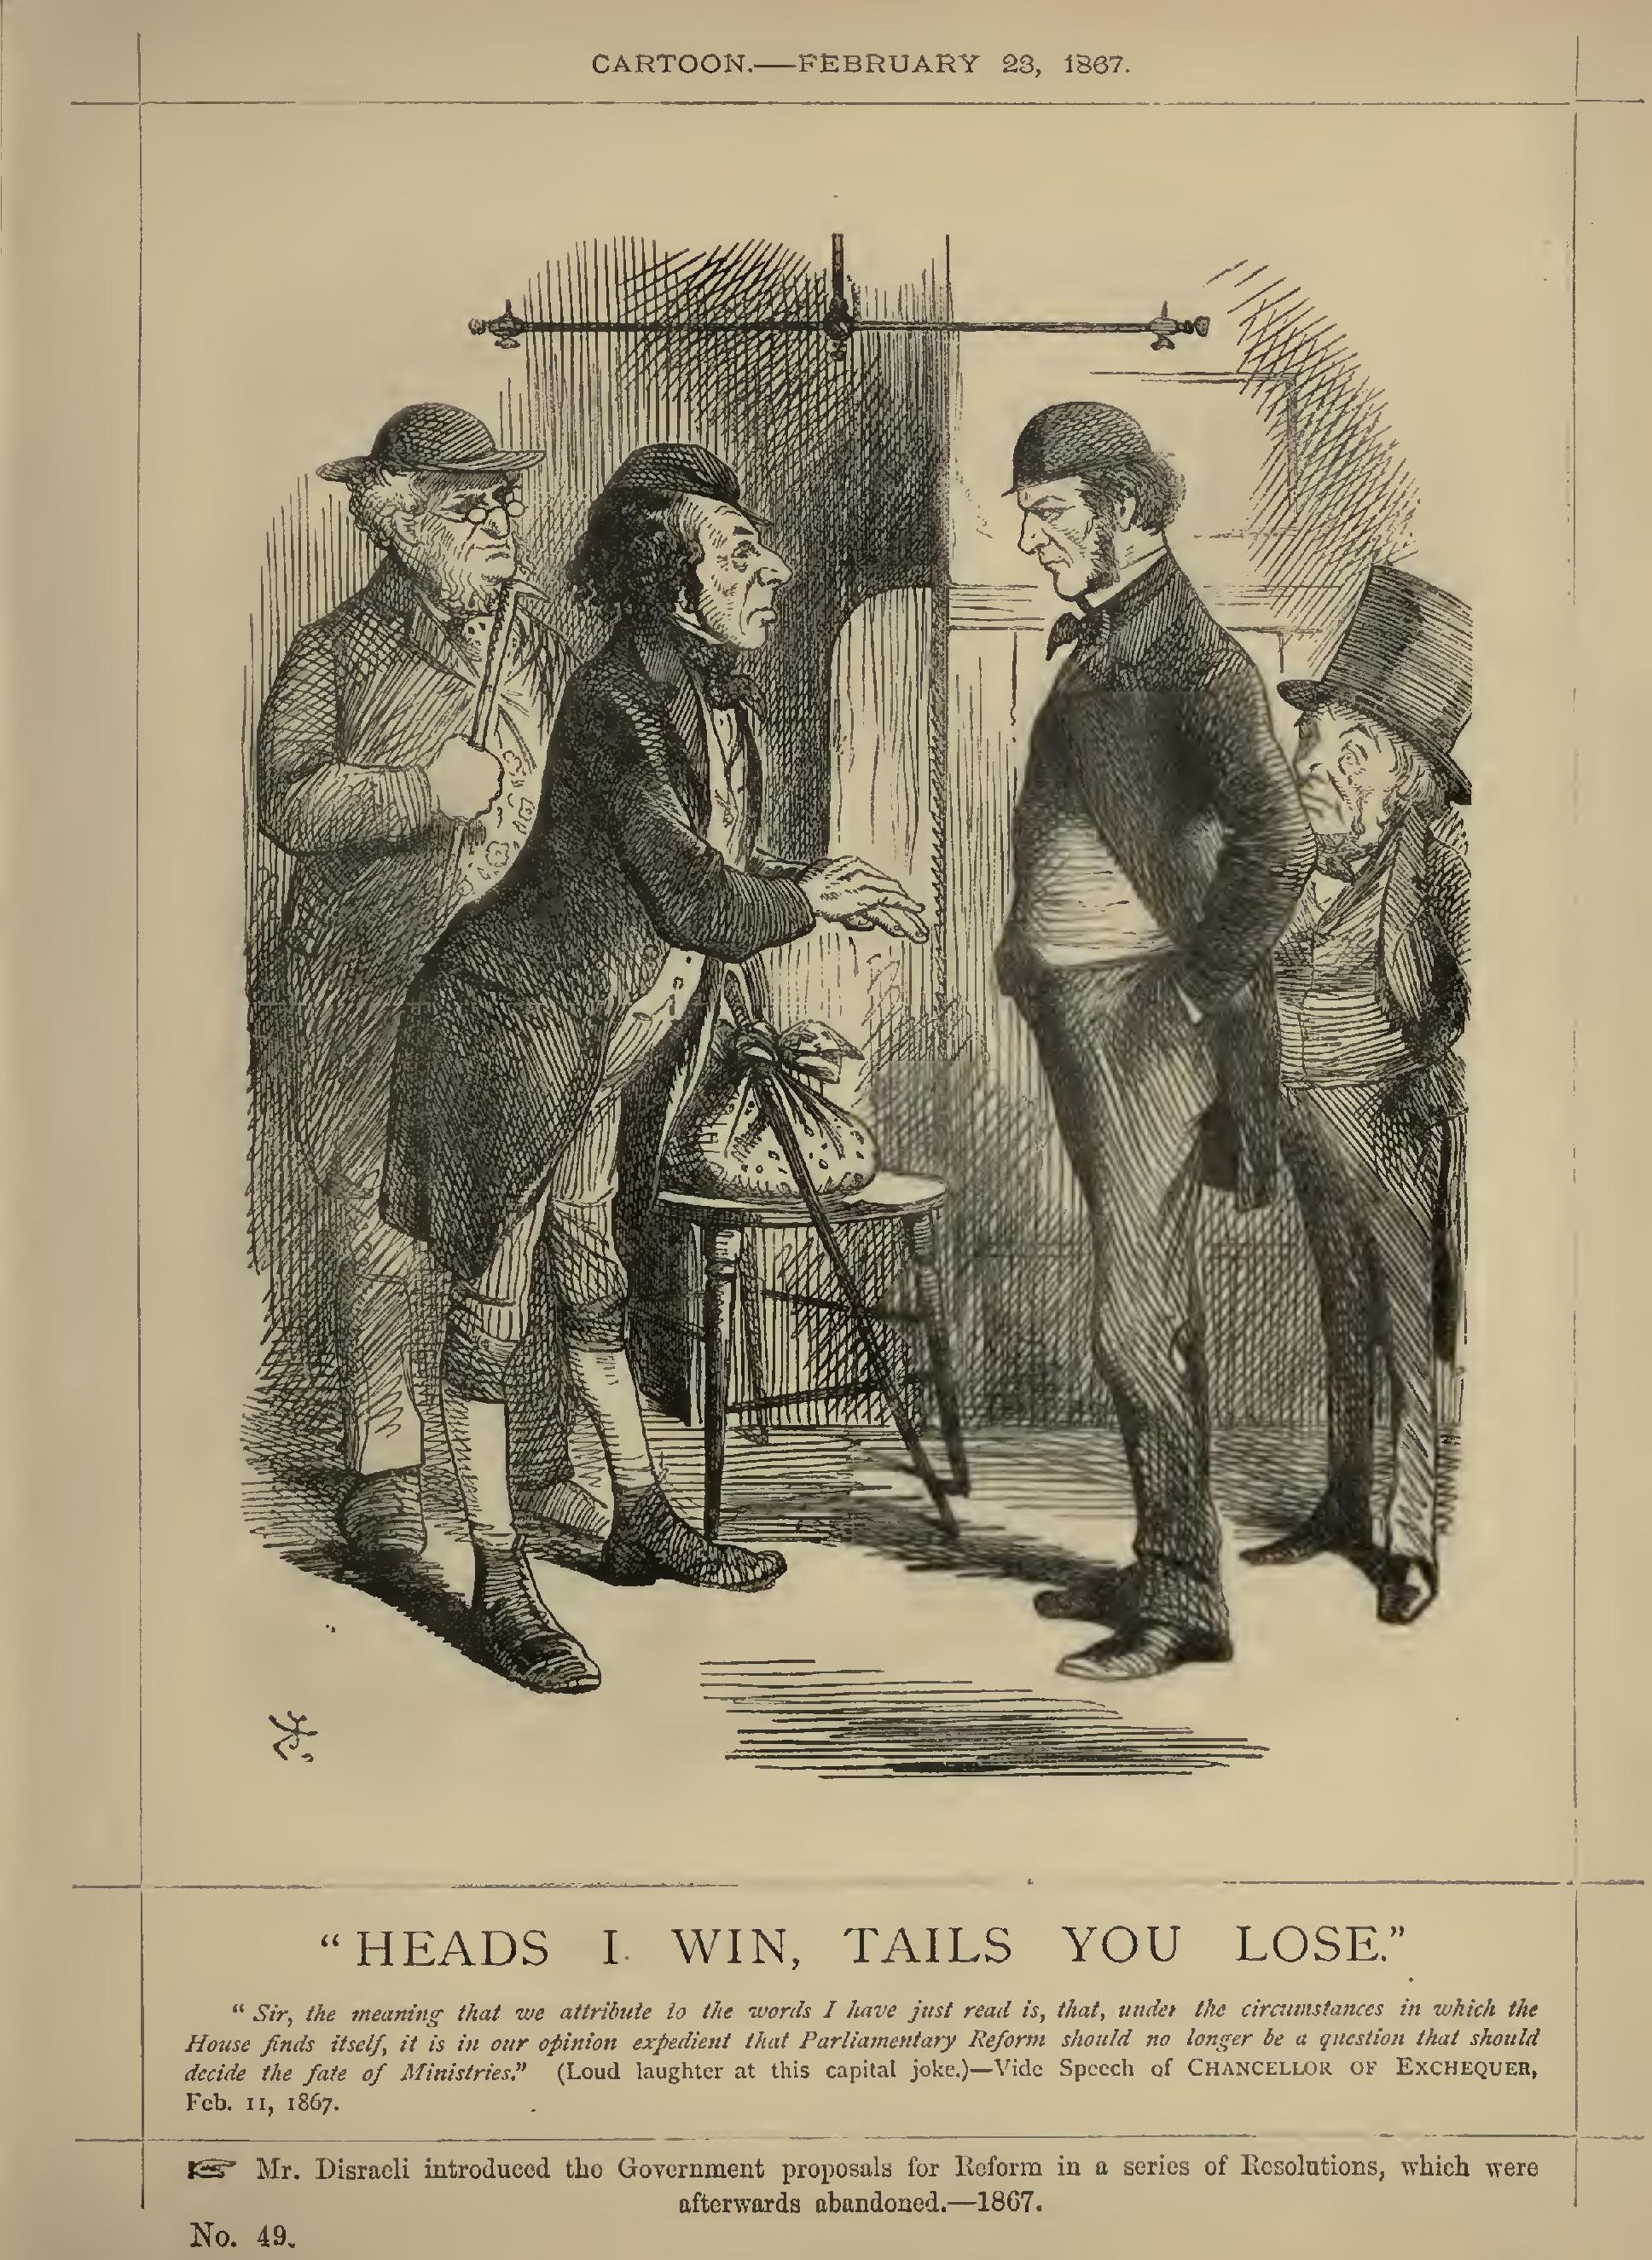 CARTOON.—FEBRUARY 23, 1867.
“HEADS I WIN, TAILS YOU LOSE.”
“Sir, the meaning that we attribute to the words I have just read is, that, under the circumstances in which the
House finds itself, it is in our opinion expedient that Parliamentary Reform should no longer be a question that should
decide the fate of Ministries.” (Loud laughter at this capital joke.)—Vide Speech of CHANCELLOR OF EXCHEQUER,
Feb. 11, 1867.
☞ Mr. Disraeli introduced the Government proposals for Reform in a series of Resolutions, which were
afterwards abandoned.—1867.
No. 49.